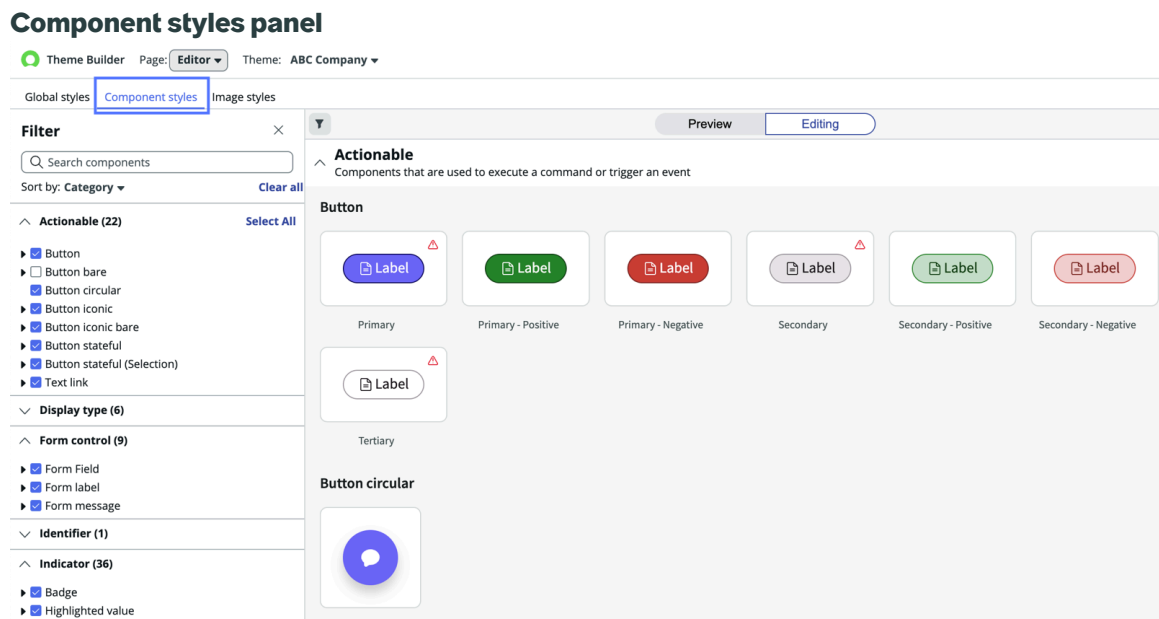 Component styles panel
Theme Builder Page: Editor Theme: ABC Company
Global styles Component styles Image styles
Filter
Search components
Sort by: Category Clear all
Actionable (22) Select All
Button
Button bare
Button circular
Button iconic
Button iconic bare
Button stateful
Button stateful (Selection)
Text link
Display type (6)
Form control (9)
Form Field
Form label
Form message
Identifier (1)
Indicator (36)
Badge
Highlighted value
Preview Editing
Actionable
Components that are used to execute a command or trigger an event
Button
Label Label Label Label Label Label
Primary Primary - Positive Primary - Negative Secondary Secondary - Positive Secondary - Negative
Label
Tertiary
Button circular